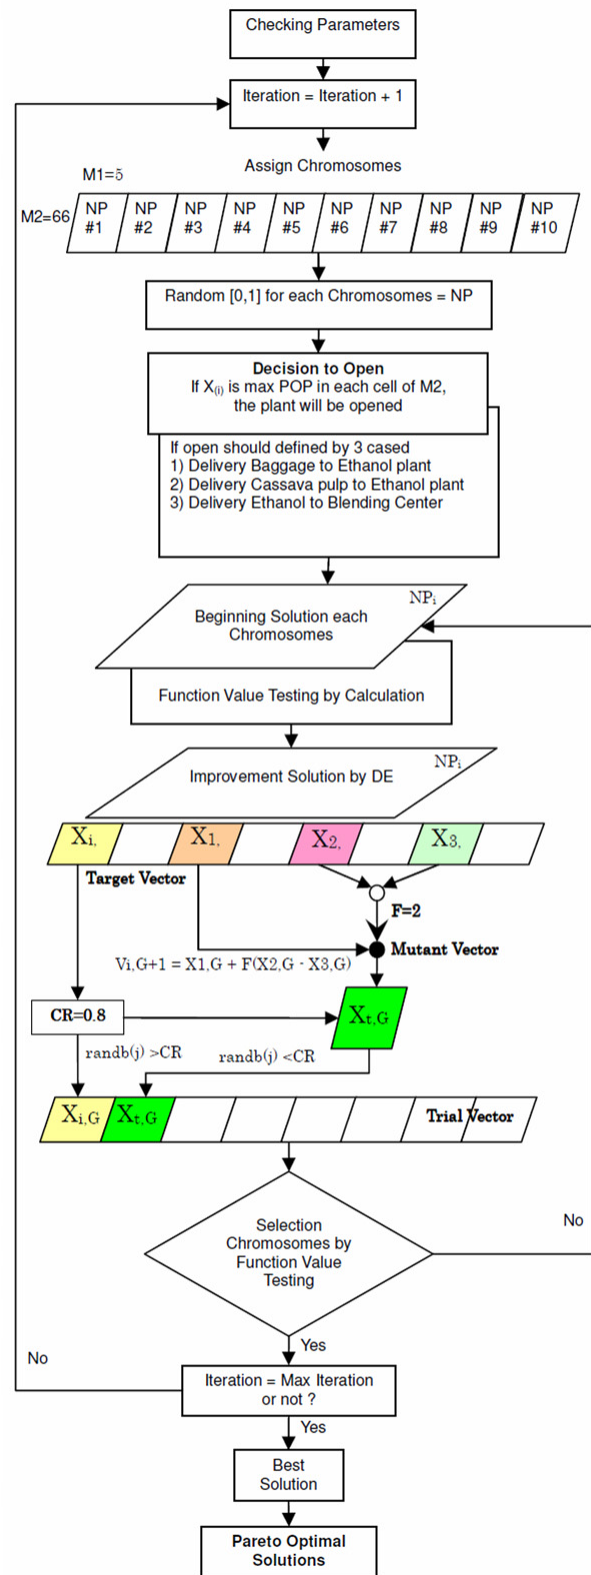 Checking Parameters
Iteration = Iteration + 1
Assign Chromosomes
M1=5
M2=66
NP #1
NP #2
NP #3
NP #4
NP #5
NP #6
NP #7
NP #8
NP #9
NP #10
Random [0,1] for each Chromosomes = NP
Decision to Open
If X(i) is max POP in each cell of M2,
the plant will be opened
If open should defined by 3 cased
1) Delivery Baggage to Ethanol plant
2) Delivery Cassava pulp to Ethanol plant
3) Delivery Ethanol to Blending Center
NPi
Beginning Solution each
Chromosomes
Function Value Testing by Calculation
NPi
Improvement Solution by DE
Xi,
X1,
X2,
X3,
Target Vector
F=2
Mutant Vector
Vi,G+1 = X1,G + F(X2,G - X3,G)
CR=0.8
Xt,G
randb(j) >CR
randb(j) <CR
Xi,G
Xt,G
Trial Vector
Selection
Chromosomes by
Function Value
Testing
No
Yes
No
Iteration = Max Iteration
or not ?
Yes
Best
Solution
Pareto Optimal
Solutions